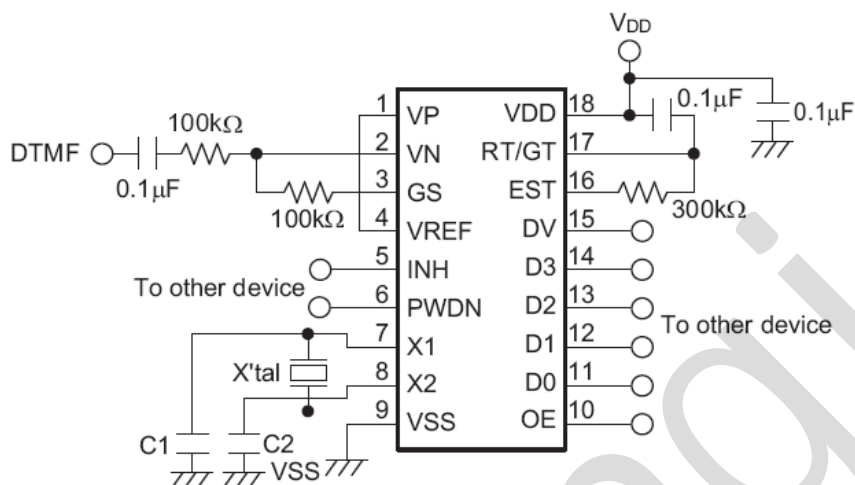 VDD
0.1µF
0.1µF
100kΩ
DTMF
0.1µF
100kΩ
1 VP VDD 18
2 VN RT/GT 17
3 GS EST 16
300kΩ
4 VREF DV 15
5 INH D3 14
To other device
6 PWDN D2 13
To other device
7 X1 D1 12
X'tal
8 X2 D0 11
9 VSS OE 10
C1
C2
VSS